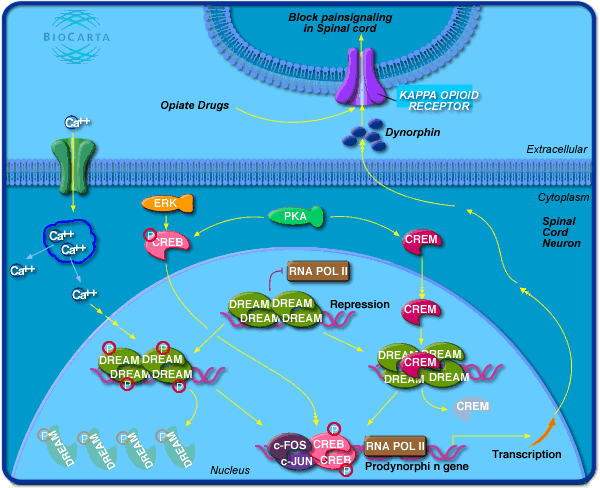 BIOCARTA
Block painsignaling
in Spinal cord
KAPPA OPIOID
RECEPTOR
Opiate Drugs
Dynorphin
Ca++
Extracellular
Cytoplasm
ERK
PKA
Spinal
Cord
Neuron
P
CREB
CREM
Ca++
Ca++
Ca++
Ca++
RNA POL II
DREAM
DREAM
DREAM
DREAM
Repression
CREM
P
P
DREAM
DREAM
DREAM
DREAM
P
P
DREAM
DREAM
CREM
DREAM
DREAM
CREM
P
P
P
P
DREAM
DREAM
DREAM
DREAM
P
c-FOS
CREB
c-JUN
CREB
P
RNA POL II
Transcription
Nucleus
Prodynorphi n gene